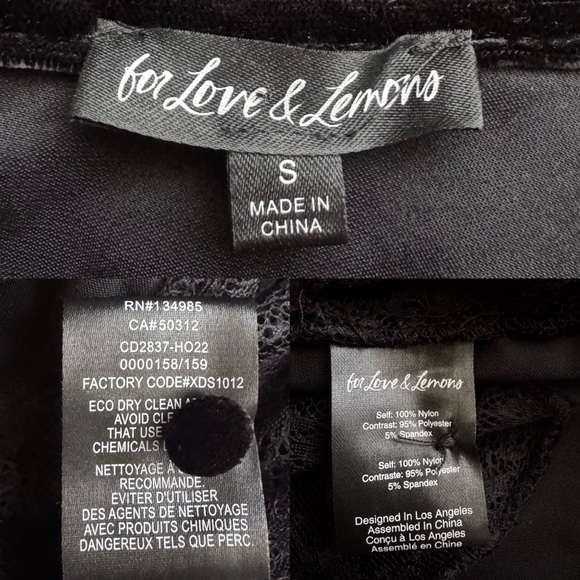 for Love & Lemons
S
MADE IN
CHINA
RN#134985
CA#50312
CD2837-HO22
0000158/159
FACTORY CODE#XDS1012
ECO DRY CLEAN
AVOID
THAT USE
CHEMICALS
NETTOYAGE A
RECOMMANDE.
EVITER D'UTILISER
DES AGENTS DE NETTOYAGE
AVEC PRODUITS CHIMIQUES
DANGEREUX TELS QUE PERC.
for Love & Lemons
Self: 100% Nylon
Contrast: 95% Polyester
5% Spandex
Self: 100% Nylon
Contraste: 95% Polyester
5% Spandex
Designed In Los Angeles
Assembled In China
Conçu à Los Angeles
Assemblé en Chine